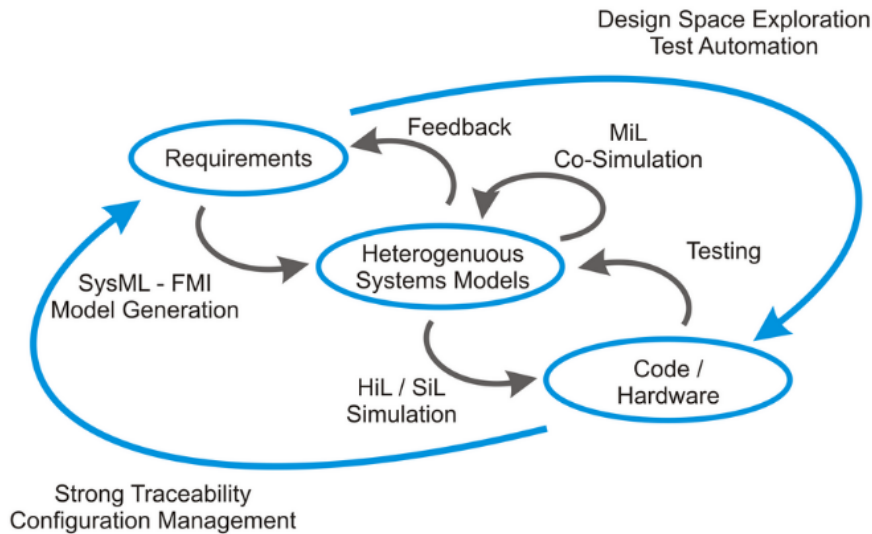 Design Space Exploration
Test Automation
Feedback
MiL
Co-Simulation
Requirements
Heterogenuous
Systems Models
Testing
SysML - FMI
Model Generation
Code /
Hardware
HiL / SiL
Simulation
Strong Traceability
Configuration Management